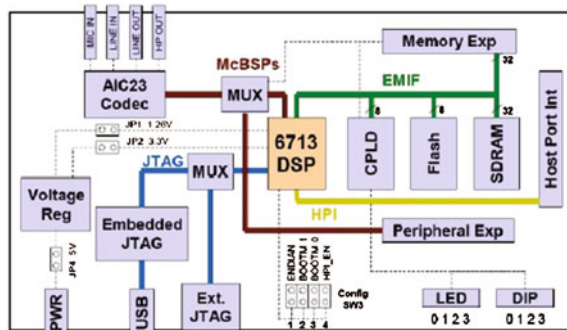 MIC IN
LINE IN
LINE OUT
HP OUT
AIC23
Codec
McBSPs
MUX
Memory Exp
32
EMIF
JP1 1.26V
JP2 3.3V
6713
DSP
8
CPLD
8
Flash
32
SDRAM
Host Port Int
JTAG
MUX
Voltage
Reg
HPI
Embedded
JTAG
Peripheral Exp
JP4 5V
ENDIAN
BOOTM 1
BOOTM 0
HPI_EN
Config
SW3
1 2 3 4
PWR
USB
Ext.
JTAG
LED
DIP
0 1 2 3
0 1 2 3